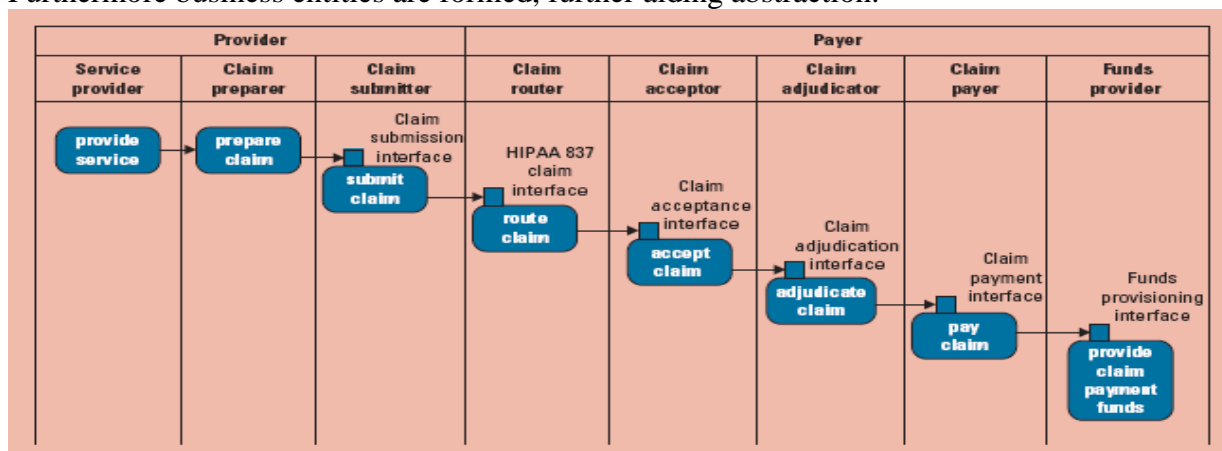 Furthermore business entities are formed, further aiding abstraction.
Provider
Payer
Service
provider
Claim
preparer
Claim
submitter
Claim
router
Claim
acceptor
Claim
adjudicator
Claim
payer
Funds
provider
provide
service
prepare
claim
Claim
submission
interface
submit
claim
HIPAA 837
claim
interface
route
claim
Claim
acceptance
interface
accept
claim
Claim
adjudication
interface
adjudicate
claim
Claim
payment
interface
pay
claim
Funds
provisioning
interface
provide
claim
payment
funds